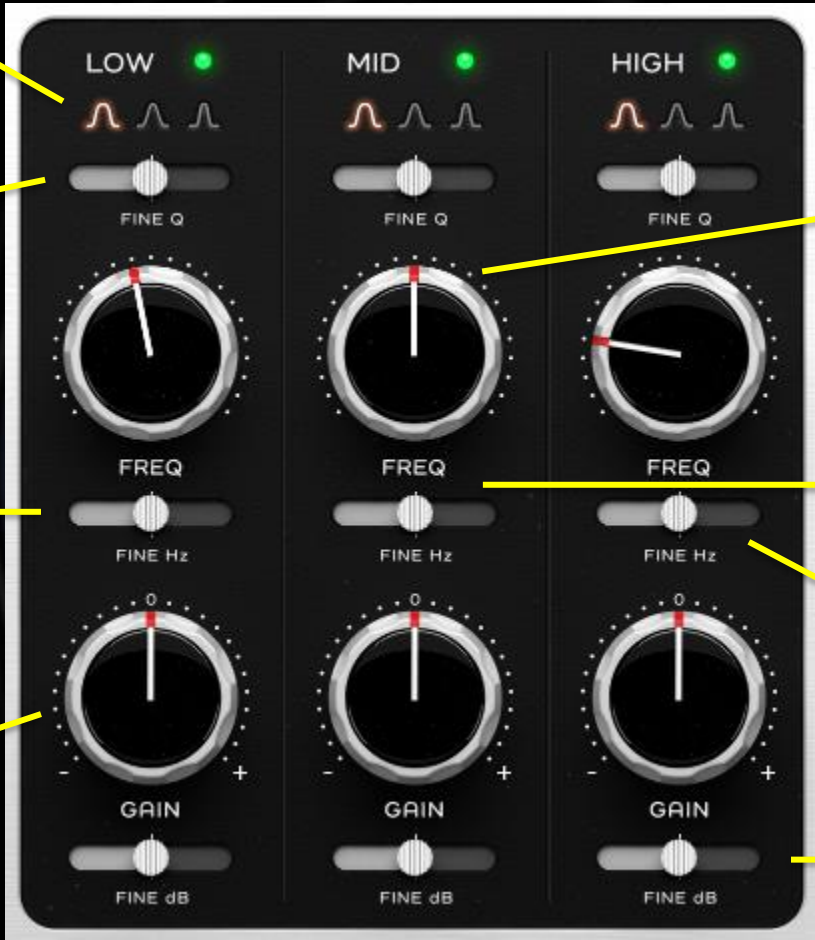 LOW MID HIGH
FINE Q FINE Q FINE Q
FREQ FREQ FREQ
FINE Hz FINE Hz FINE Hz
0 0 0
- + - + - +
GAIN GAIN GAIN
FINE dB FINE dB FINE dB